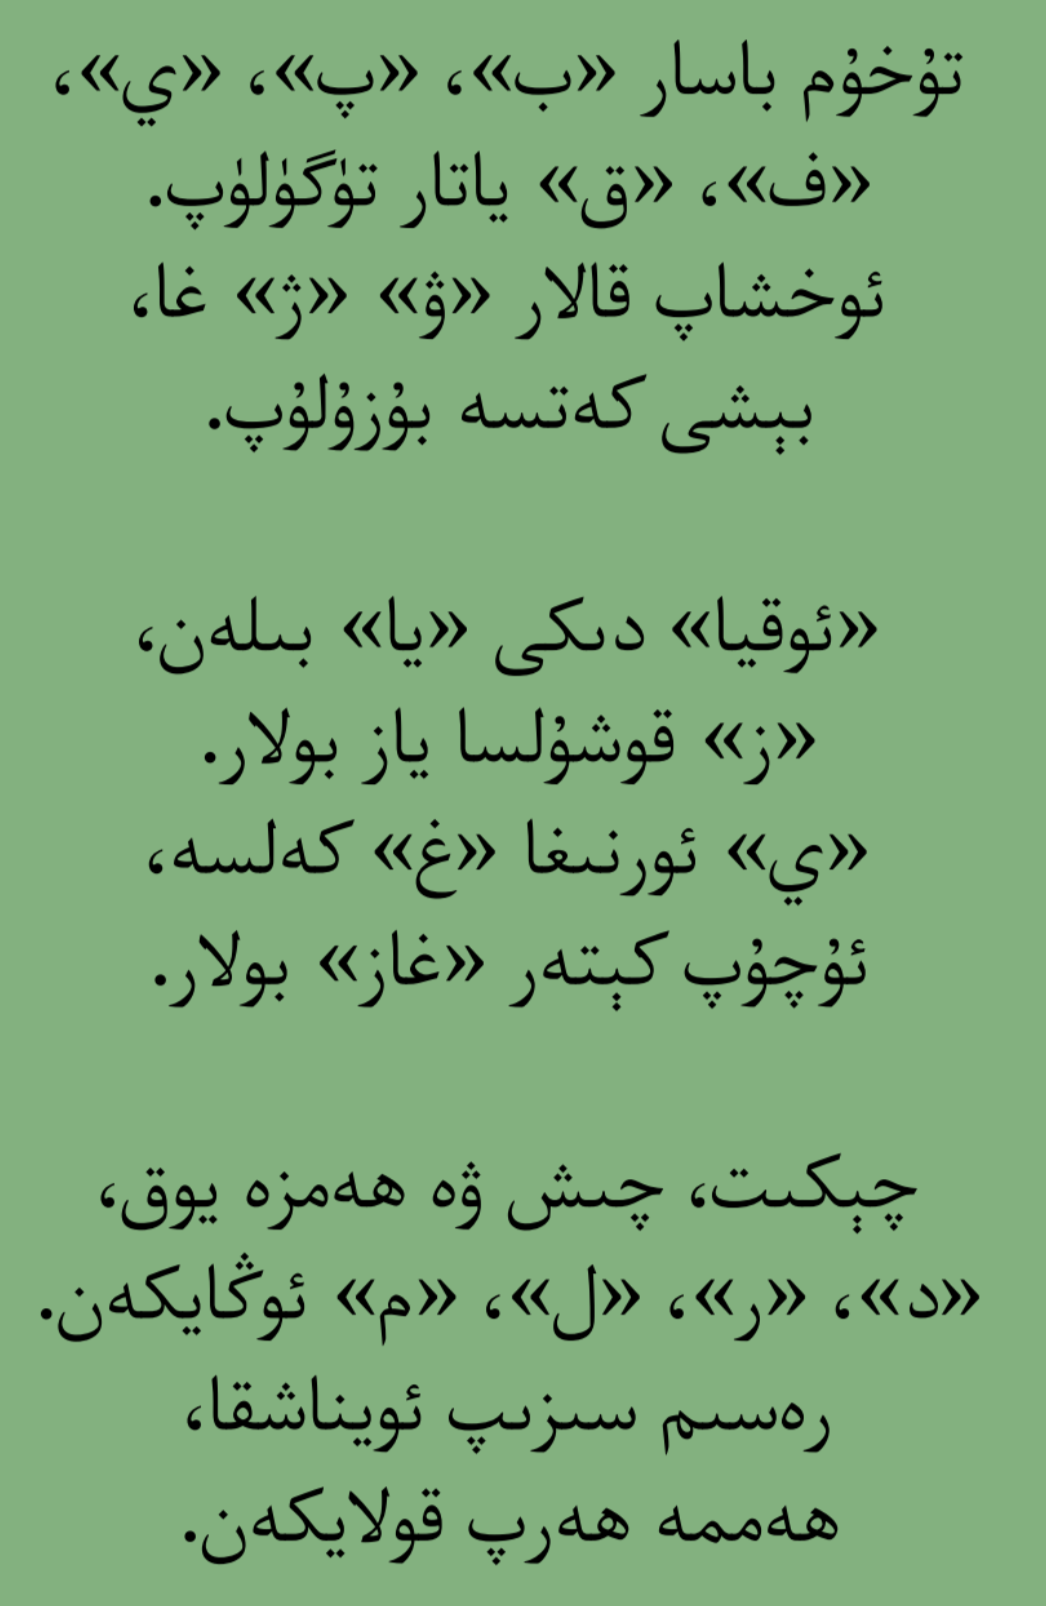 تۇخۇم باسار «ب»، «پ»، «ي»،
«ف»، «ق» ياتار تۈگۈلۈپ.
ئوخشاپ قالار «ۋ» «ژ» غا،
بېشى كەتسە بۇزۇلۇپ.
«ئوقيا» دىكى «يا» بىلەن،
«ز» قوشۇلسا ياز بولار.
«ي» ئورنىغا «غ» كەلسە،
ئۇچۇپ كېتەر «غاز» بولار.
چېكىت، چىش ۋە ھەمزە يوق،
«د»، «ر»، «ل»، «م» ئوڭايكەن.
رەسىم سىزىپ ئويناشقا،
ھەممە ھەرپ قولايكەن.